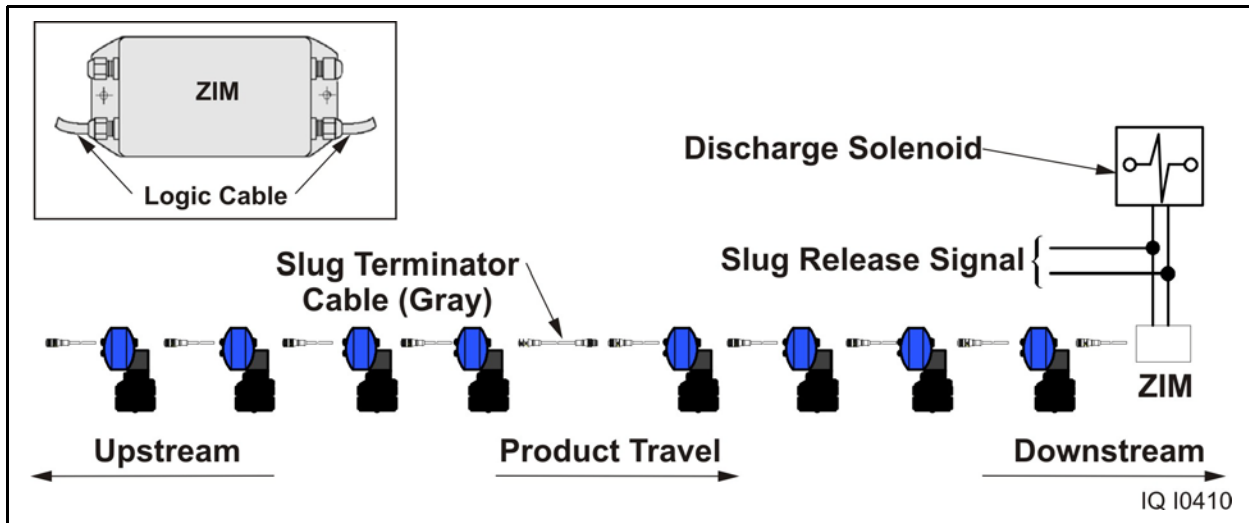 ZIM
Logic Cable
Discharge Solenoid
Slug Release Signal
Slug Terminator
Cable (Gray)
ZIM
Upstream
Product Travel
Downstream
IQ I0410